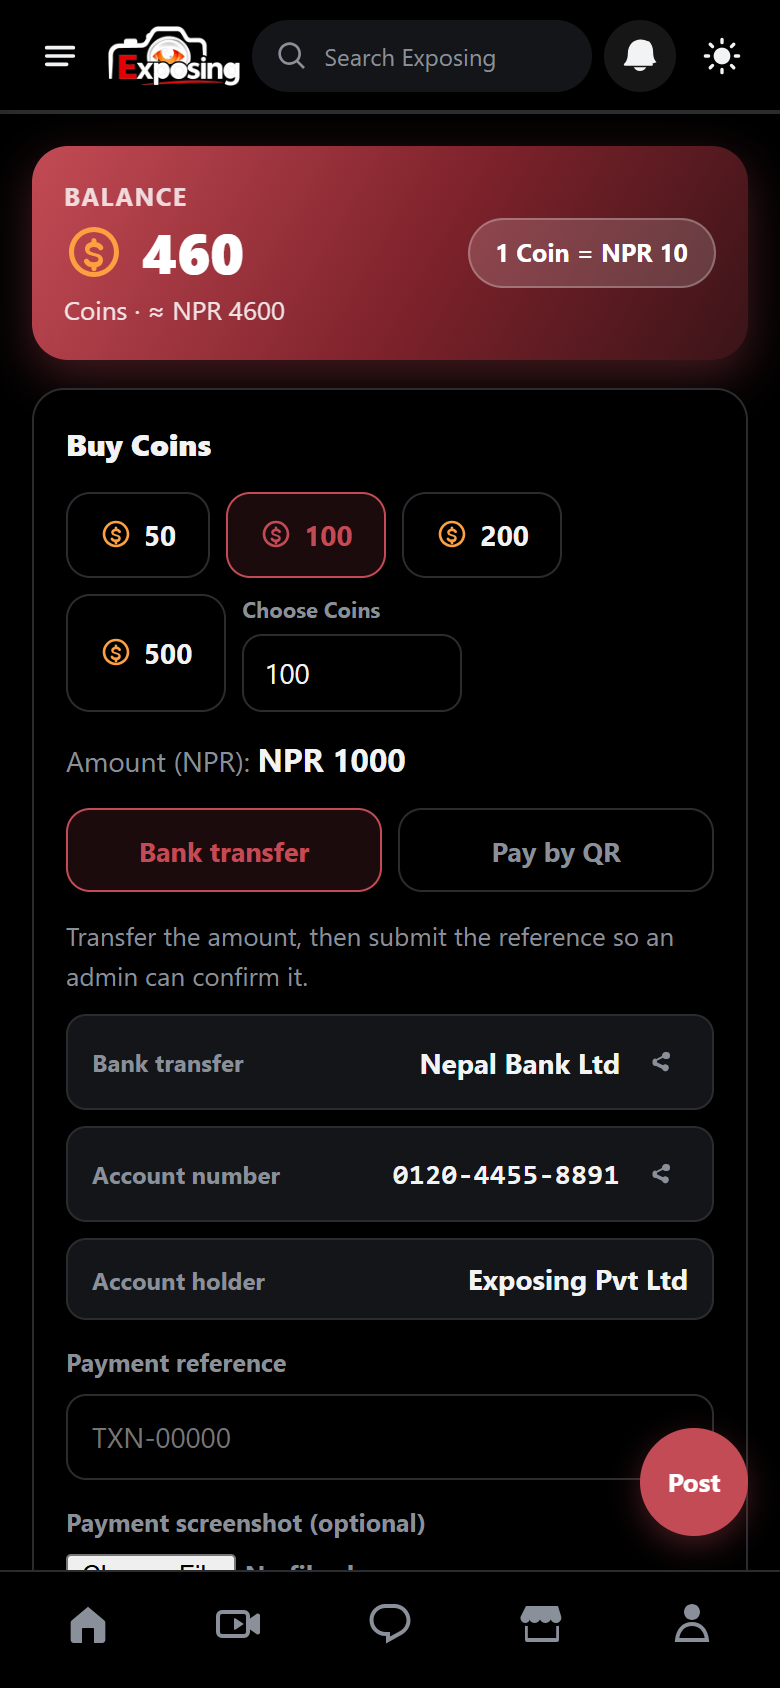 Exposing
Search Exposing
BALANCE
460
1 Coin = NPR 10
Coins · ≈ NPR 4600
Buy Coins
50
100
200
500
Choose Coins
100
Amount (NPR): NPR 1000
Bank transfer
Pay by QR
Transfer the amount, then submit the reference so an
admin can confirm it.
Bank transfer
Nepal Bank Ltd
Account number
0120-4455-8891
Account holder
Exposing Pvt Ltd
Payment reference
TXN-00000
Post
Payment screenshot (optional)